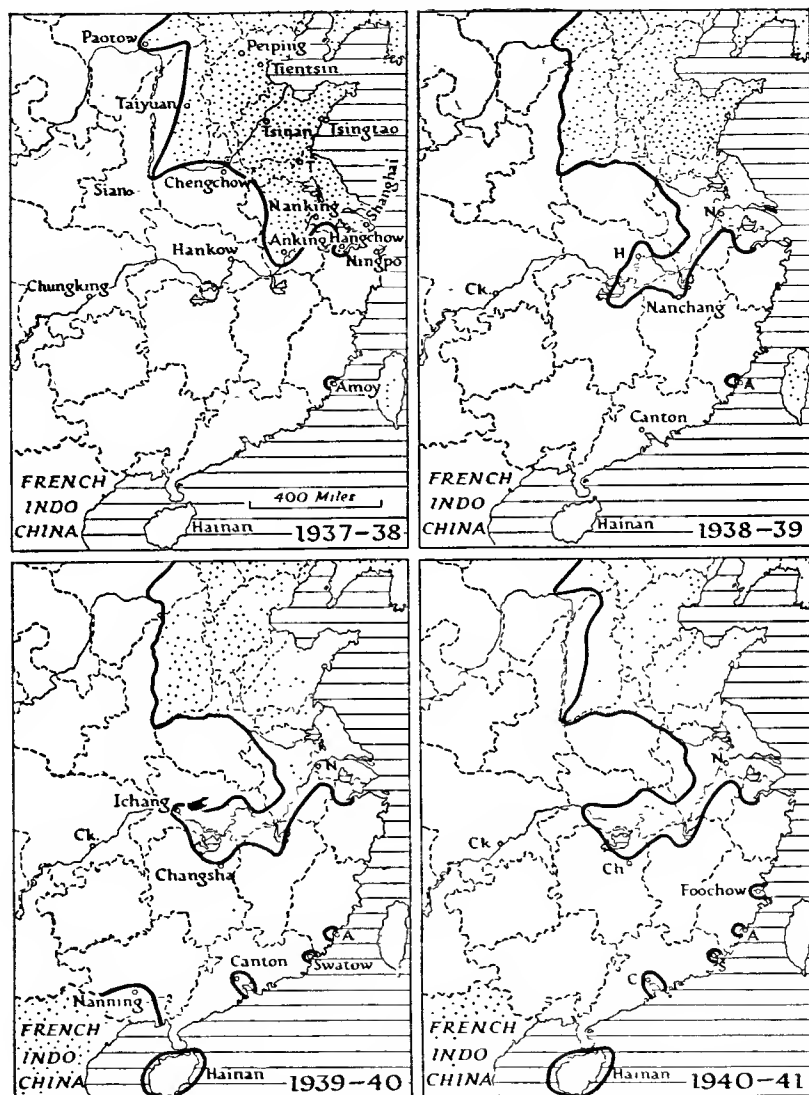 Paotow
Peiping
Tientsin
Taiyuan
Tsinan
Tsingtao
Siano
Chengchow
Nanking
Shanghai
Hankow
Anking
Hangchow
Ningpo
Chungking
Amoy
FRENCH
INDO
CHINA
400 Miles
Hainan
1937-38
N
H
Ck.
Nanchang
A
Canton
FRENCH
INDO
CHINA
Hainan
1938-39
N
Ichang
Ck.
Changsha
A
Canton
Swatow
Nanning
FRENCH
INDO
CHINA
Hainan
1939-40
N
Ck
Ch
Foochow
A
S
C
FRENCH
INDO
CHINA
Hainan
1940-41